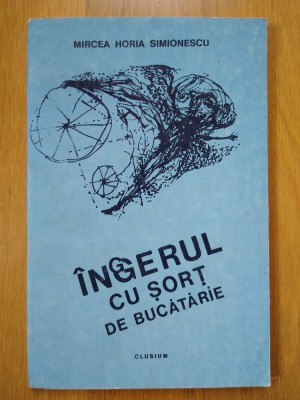 MIRCEA HORIA SIMIONESCU
ÎNGERUL
CU ȘORȚ
DE BUCĂTĂRIE
CLUSIUM